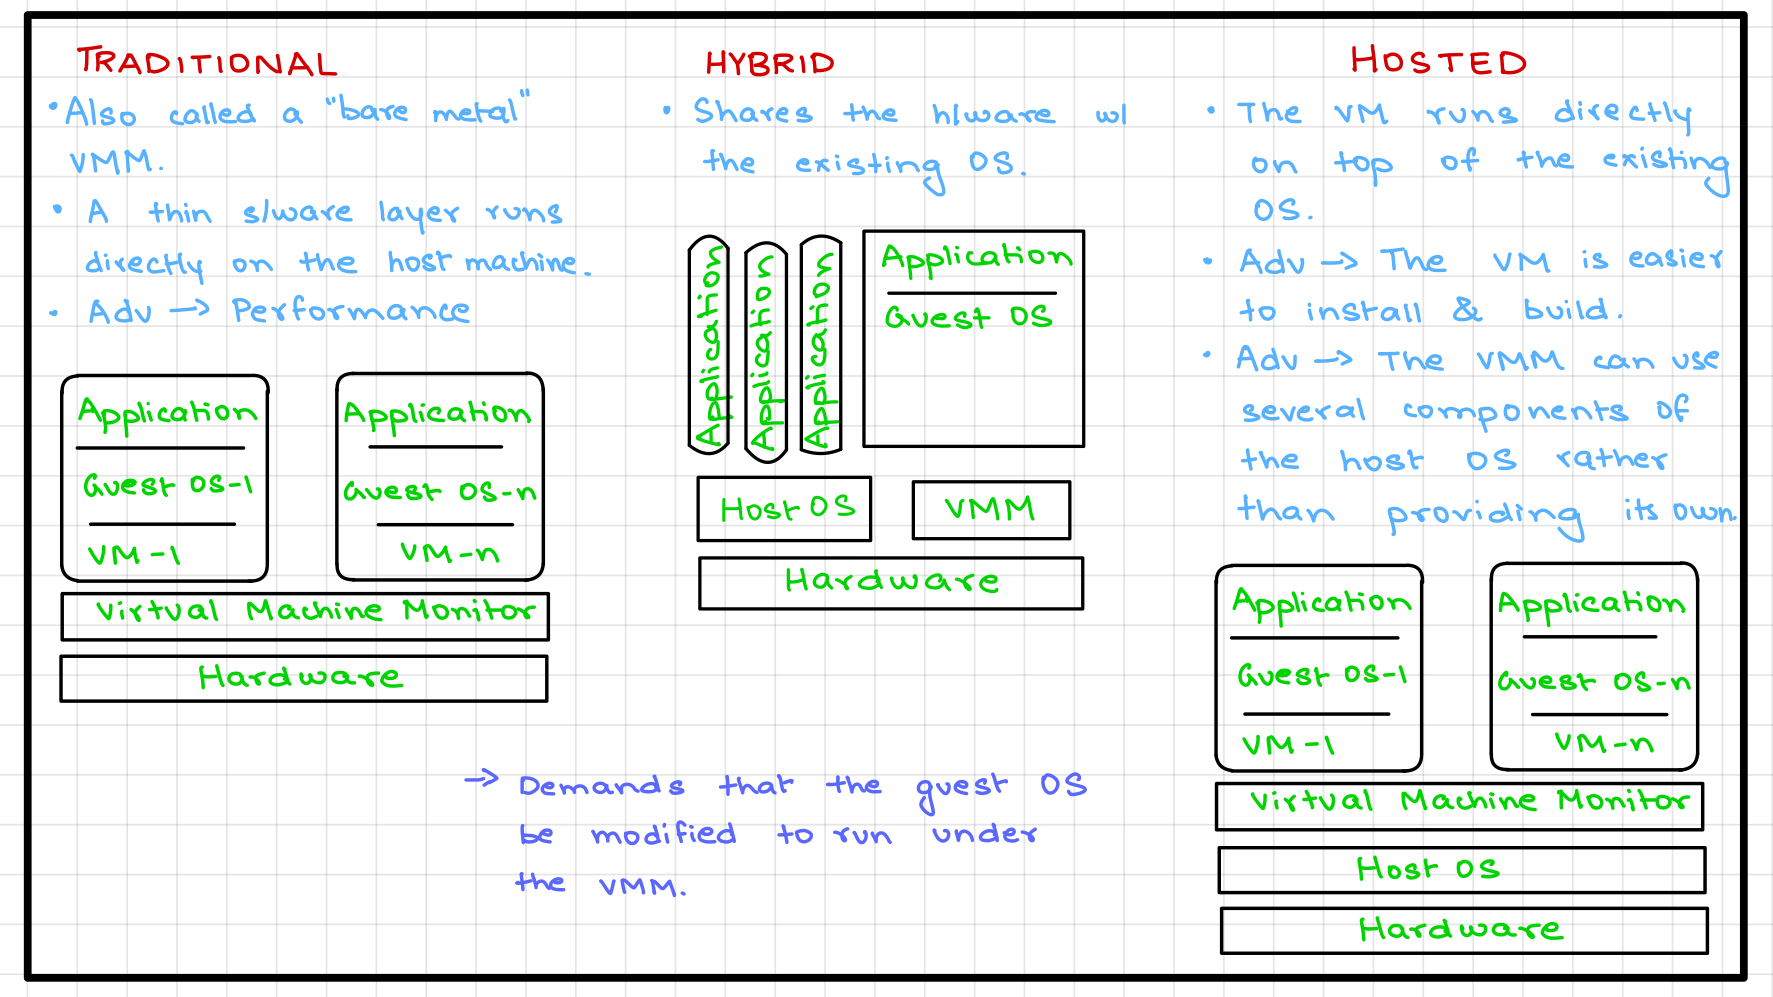 TRADITIONAL
• Also called a "bare metal"
VMM.
• A thin s/ware layer runs
directly on the host machine.
• Adv → Performance
Application
Guest OS-1
VM-1
Application
Guest OS-n
VM-n
Virtual Machine Monitor
Hardware
HYBRID
• Shares the h/ware w/
the existing OS.
Application
Application
Application
Application
Guest OS
Host OS
VMM
Hardware
→ Demands that the guest OS
be modified to run under
the VMM.
HOSTED
• The VM runs directly
on top of the existing
OS.
• Adv → The VM is easier
to install & build.
• Adv → The VMM can use
several components of
the host OS rather
than providing its own.
Application
Guest OS-1
VM-1
Application
Guest OS-n
VM-n
Virtual Machine Monitor
Host OS
Hardware